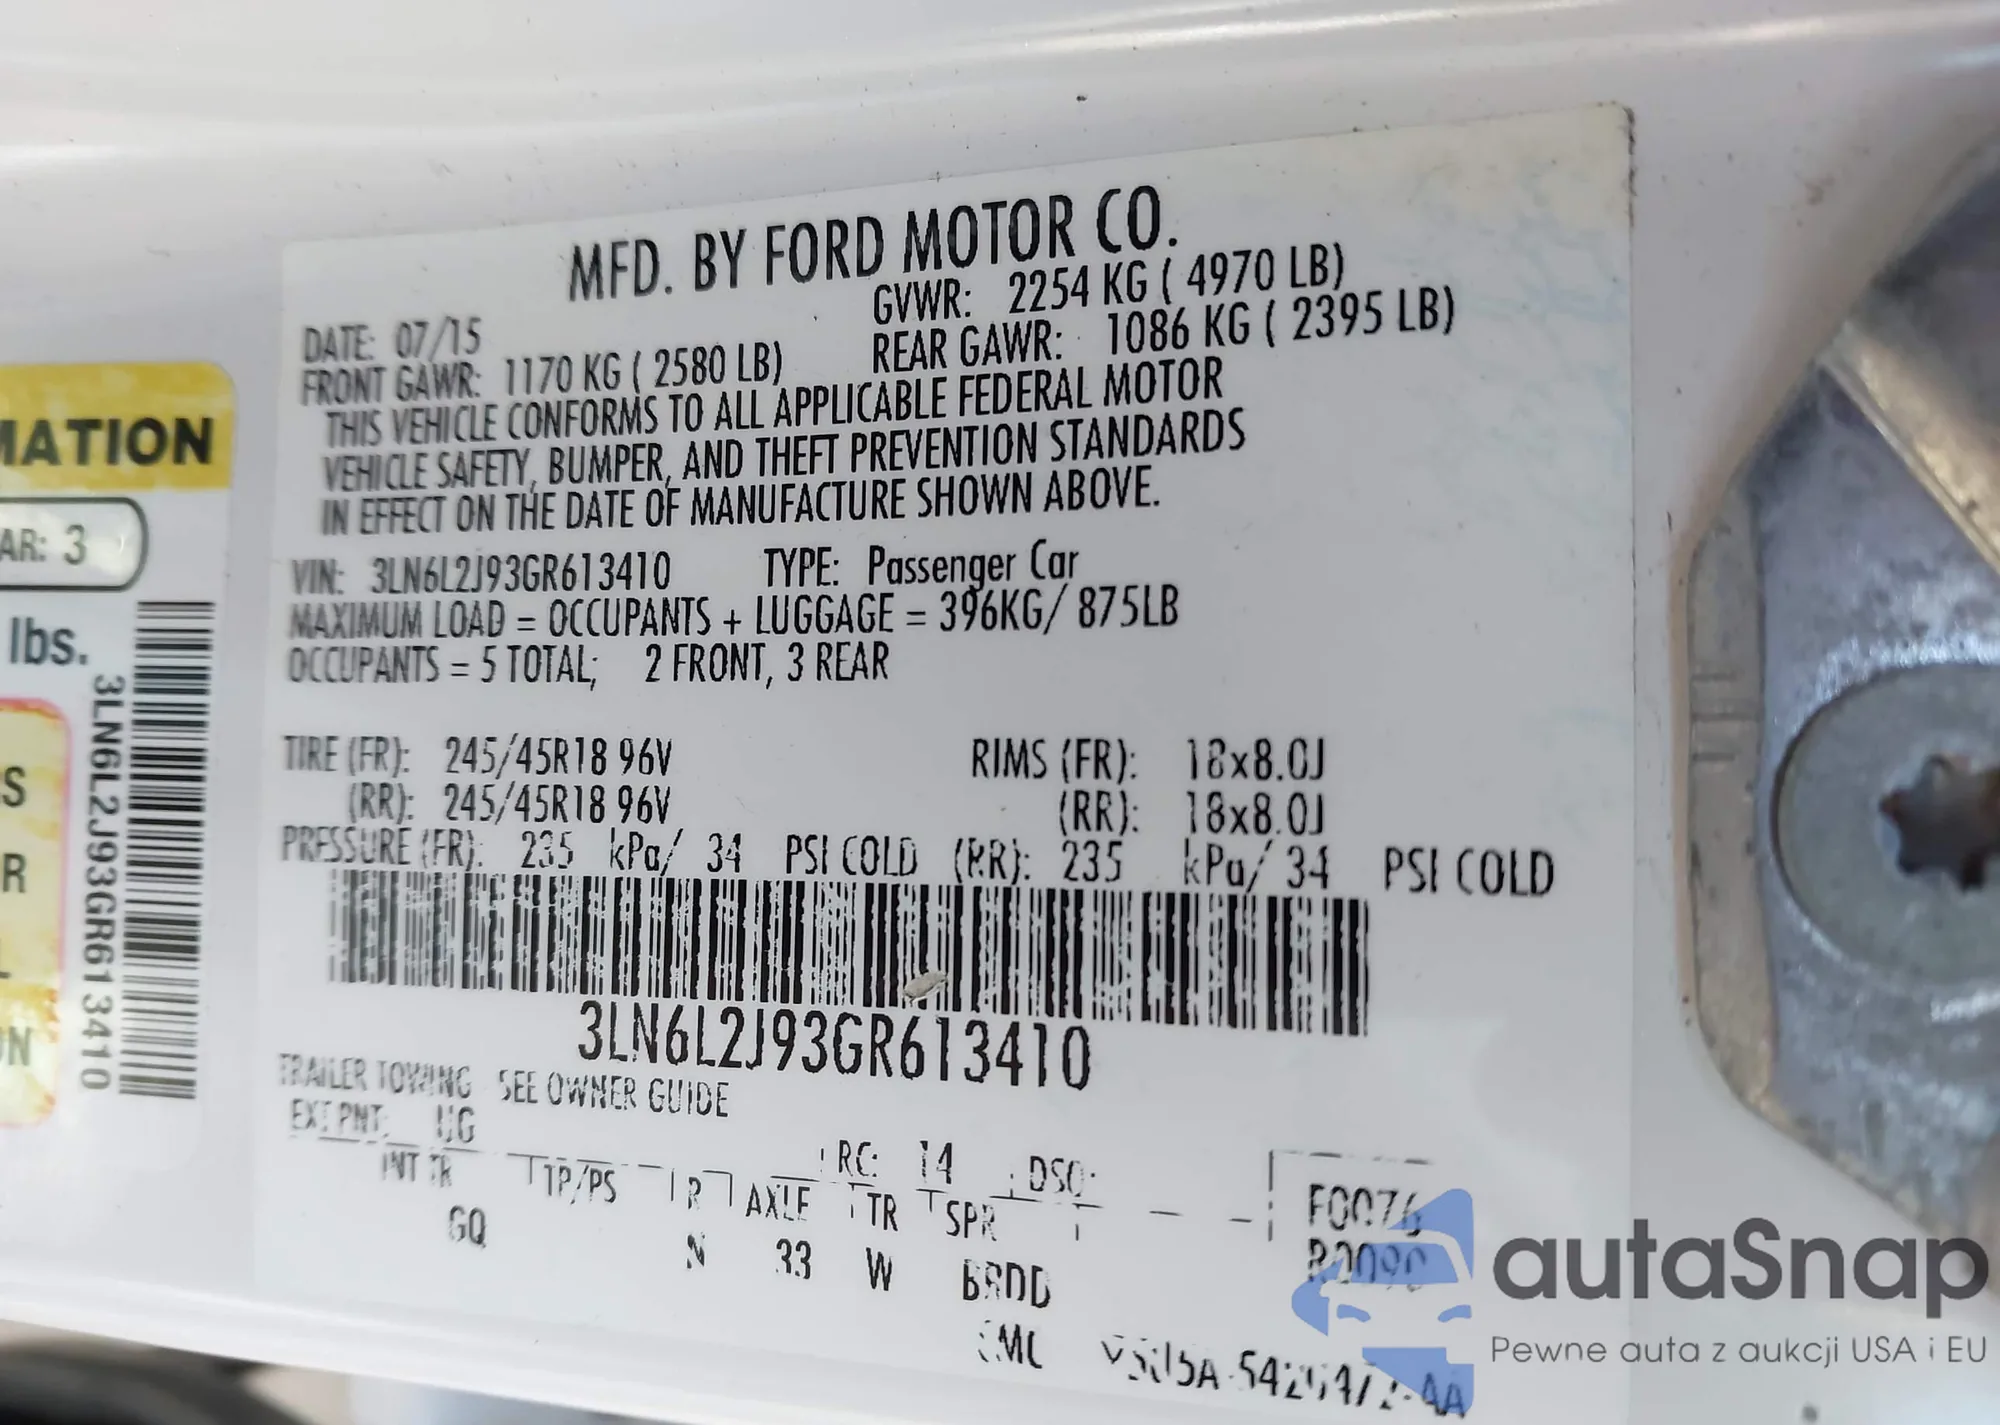 MFD. BY FORD MOTOR CO.
DATE: 07/15 GVWR: 2254 KG ( 4970 LB)
FRONT GAWR: 1170 KG ( 2580 LB) REAR GAWR: 1086 KG ( 2395 LB)
THIS VEHICLE CONFORMS TO ALL APPLICABLE FEDERAL MOTOR
VEHICLE SAFETY, BUMPER, AND THEFT PREVENTION STANDARDS
IN EFFECT ON THE DATE OF MANUFACTURE SHOWN ABOVE.
VIN: 3LN6L2J93GR613410 TYPE: Passenger Car
MAXIMUM LOAD = OCCUPANTS + LUGGAGE = 396KG/ 875LB
OCCUPANTS = 5 TOTAL; 2 FRONT, 3 REAR
TIRE (FR): 245/45R18 96V RIMS (FR): 18x8.0J
(RR): 245/45R18 96V (RR): 18x8.0J
PRESSURE (FR): 235 kPa/ 34 PSI COLD (RR): 235 kPa/ 34 PSI COLD
3LN6L2J93GR613410
TRAILER TOWING SEE OWNER GUIDE
EXT PNT: UG RC: 14 DSO:
INT TR TP/PS R AXLE TR SPR
GQ N 33 W BRDD
F0076
R0090
MATION
AR: 3
lbs.
3LN6L2J93GR613410
S
R
L
ON
autaSnap
Pewne auta z aukcji USA i EU